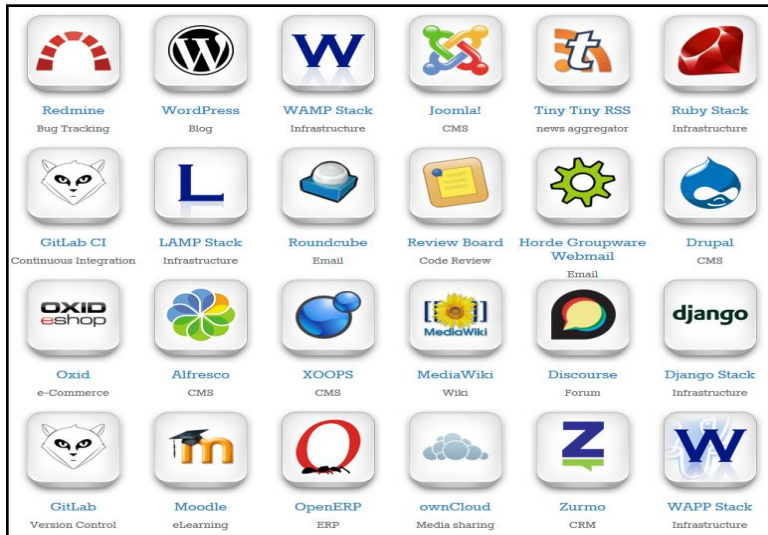 W
W
t
Redmine
WordPress
WAMP Stack
Joomla!
Tiny Tiny RSS
Ruby Stack
Bug Tracking
Blog
Infrastructure
CMS
news aggregator
Infrastructure
L
GitLab CI
LAMP Stack
Roundcube
Review Board
Horde Groupware
Webmail
Drupal
Continuous Integration
Infrastructure
Email
Code Review
Email
CMS
OXID
eshop
[[ ]]
MediaWiki
django
Oxid
Alfresco
XOOPS
MediaWiki
Discourse
Django Stack
e-Commerce
CMS
CMS
Wiki
Forum
Infrastructure
m
O
Z
W
GitLab
Moodle
OpenERP
ownCloud
Zurmo
WAPP Stack
Version Control
eLearning
ERP
Media sharing
CRM
Infrastructure